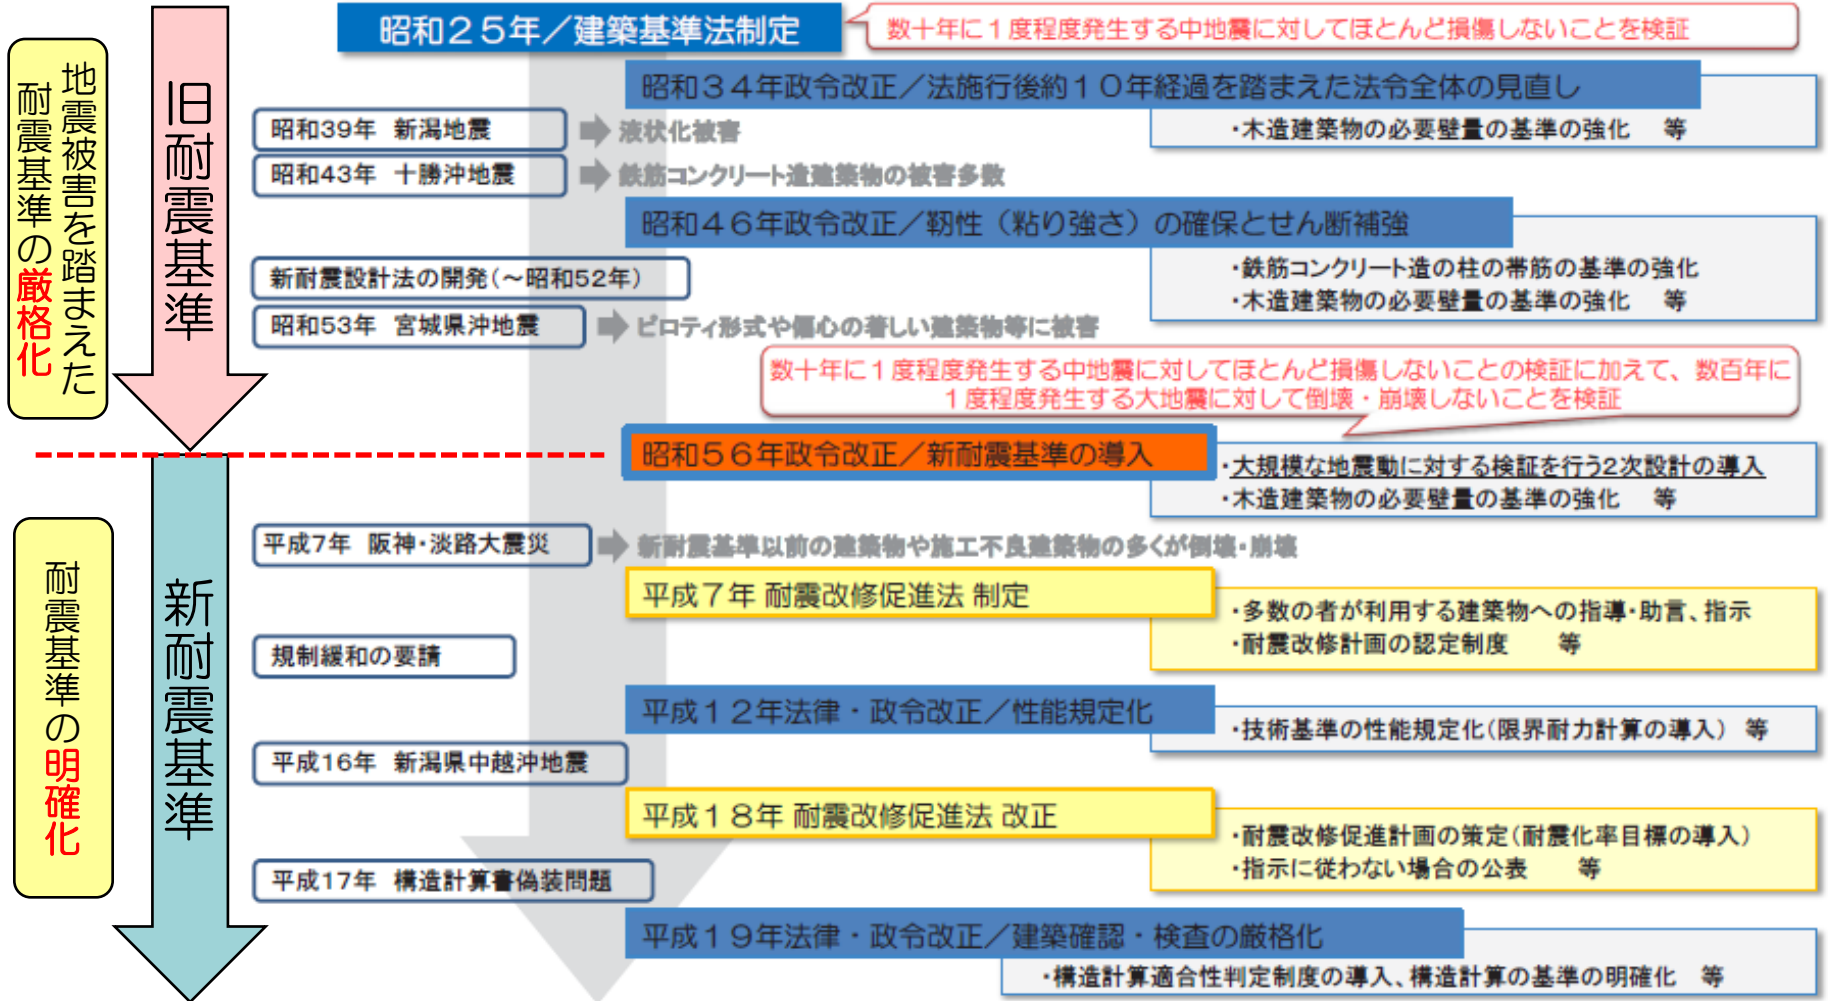 昭和25年／建築基準法制定
数十年に1度程度発生する中地震に対してほとんど損傷しないことを検証
地震被害を踏まえた
耐震基準の厳格化
旧耐震基準
昭和34年政令改正／法施行後約10年経過を踏まえた法令全体の見直し
・木造建築物の必要壁量の基準の強化　等
昭和39年 新潟地震
液状化被害
昭和43年 十勝沖地震
鉄筋コンクリート造建築物の被害多数
昭和46年政令改正／靭性（粘り強さ）の確保とせん断補強
・鉄筋コンクリート造の柱の帯筋の基準の強化
・木造建築物の必要壁量の基準の強化　等
新耐震設計法の開発(～昭和52年)
昭和53年 宮城県沖地震
ピロティ形式や偏心の著しい建築物等に被害
数十年に1度程度発生する中地震に対してほとんど損傷しないことの検証に加えて、数百年に
1度程度発生する大地震に対して倒壊・崩壊しないことを検証
昭和56年政令改正／新耐震基準の導入
・大規模な地震動に対する検証を行う2次設計の導入
・木造建築物の必要壁量の基準の強化　等
耐震基準の明確化
新耐震基準
平成7年 阪神・淡路大震災
新耐震基準以前の建築物や施工不良建築物の多くが倒壊・崩壊
平成7年 耐震改修促進法 制定
・多数の者が利用する建築物への指導・助言、指示
・耐震改修計画の認定制度　等
規制緩和の要請
平成12年法律・政令改正／性能規定化
・技術基準の性能規定化(限界耐力計算の導入) 等
平成16年 新潟県中越沖地震
平成18年 耐震改修促進法 改正
・耐震改修促進計画の策定(耐震化率目標の導入)
・指示に従わない場合の公表　等
平成17年 構造計算書偽装問題
平成19年法律・政令改正／建築確認・検査の厳格化
・構造計算適合性判定制度の導入、構造計算の基準の明確化　等